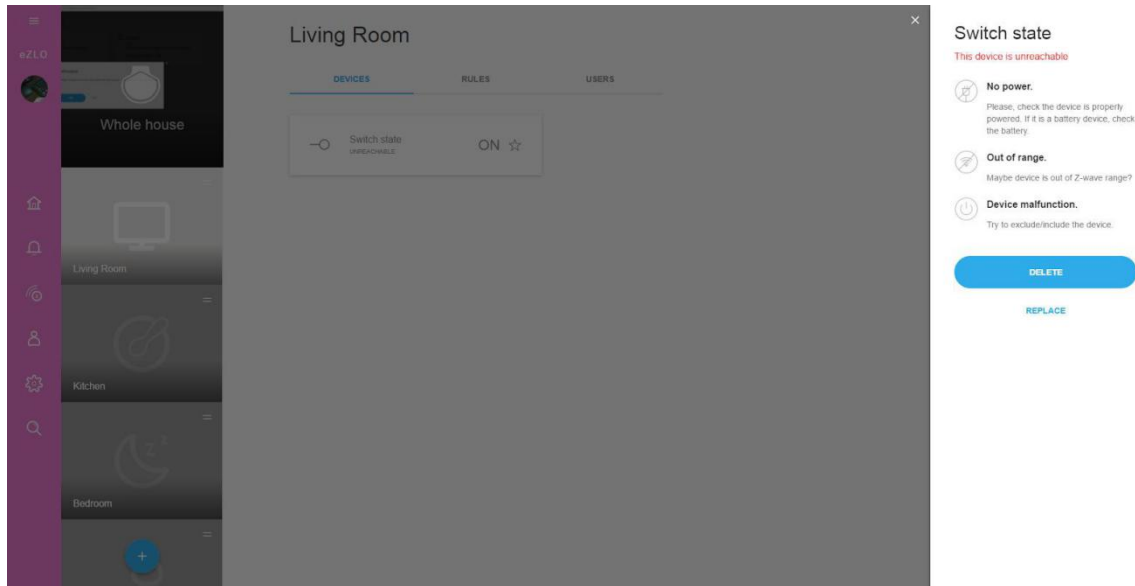 eZLO
Whole house
Living Room
Kitchen
Bedroom
Living Room
DEVICES
RULES
USERS
Switch state
UNREACHABLE
ON
Switch state
This device is unreachable
No power.
Please, check the device is properly
powered. If it is a battery device, check
the battery.
Out of range.
Maybe device is out of Z-wave range?
Device malfunction.
Try to exclude/include the device.
DELETE
REPLACE